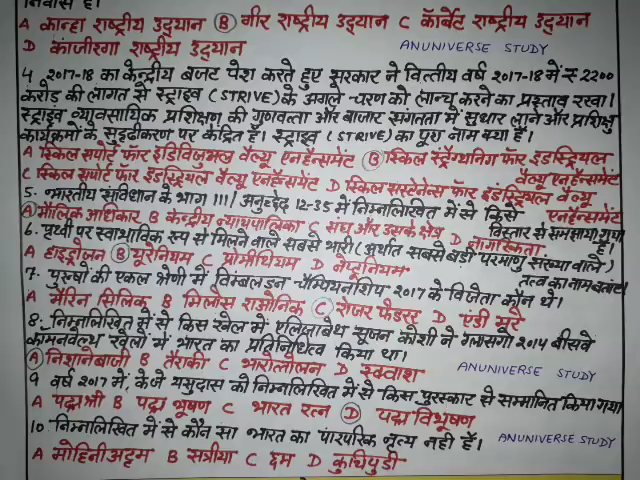 निवास है।
A कान्हा राष्ट्रीय उद्यान B गीर राष्ट्रीय उद्यान C कॉर्बेट राष्ट्रीय उद्यान
D कांजीरंगा राष्ट्रीय उद्यान ANUNIVERSE STUDY
4 2017-18 का केन्द्रीय बजट पेश करते हुए सरकार ने वित्तीय वर्ष 2017-18 में ₹ 2200
करोड़ की लागत से स्ट्राइव (STRIVE) के अगले चरण को लान्च करने का प्रस्ताव रखा।
स्ट्राइव व्यावसायिक प्रशिक्षण की गुणवत्ता और बाजार संगतता में सुधार लाने और प्रशिक्षु
कार्यक्रमों के सुदृढीकरण पर केंद्रित है। स्ट्राइव (STRIVE) का पूरा नाम क्या है।
A स्किल सपोर्ट फॉर इंडिविजुअल वैल्यू एनहैन्समेंट B स्किल स्ट्रैन्थनिंग फॉर इंडस्ट्रियल
वैल्यू एनहैन्समेंट
C स्किल सपोर्ट फॉर इंडस्ट्रियल वैल्यू एनहैन्समेंट D स्किल सस्टेनेन्स फॉर इंडस्ट्रियल वैल्यू
एनहैन्समेंट
5. भारतीय संविधान के भाग 111/ अनुच्छेद 12-35 में निम्नलिखित में से किसे
विस्तार से समझाया गया है।
A मौलिक अधिकार B केन्द्रीय न्यायपालिका C संघ और उसके क्षेत्र D नागरिकता
6. पृथ्वी पर स्वाभाविक रूप से मिलने वाले सबसे भारी (अर्थात सबसे बड़ी परमाणु संख्या वाले)
तत्व का नाम बताएं
A हाइड्रोजन B यूरेनियम C प्रोमीथियम D नेप्ट्यूनियम
7. पुरुषों की एकल श्रेणी में विम्बलडन चैम्पियनशिप 2017 के विजेता कौन थे।
A मैरिन सिलिक B मिलोस राओनिक C रोजर फेडरर D एंडी मरे
8. निम्नलिखित में से किस खेल में एलिज़ाबेथ सूजन कोशी ने ग्लासगो 2014 बीसवे
कॉमनवेल्थ खेलों में भारत का प्रतिनिधित्व किया था।
A निशानेबाजी B तैराकी C भारोत्तोलन D स्क्वाश ANUNIVERSE STUDY
9 वर्ष 2017 में, के जे यसुदास को निम्नलिखित में से किस पुरस्कार से सम्मानित किया गया
A पद्मश्री B पद्म भूषण C भारत रत्न D पद्म विभूषण
10 निम्नलिखित में से कौन सा भारत का पारंपरिक नृत्य नही है। ANUNIVERSE STUDY
A मोहिनीअट्टम B सत्रीया C द्दम D कुचिपुडी